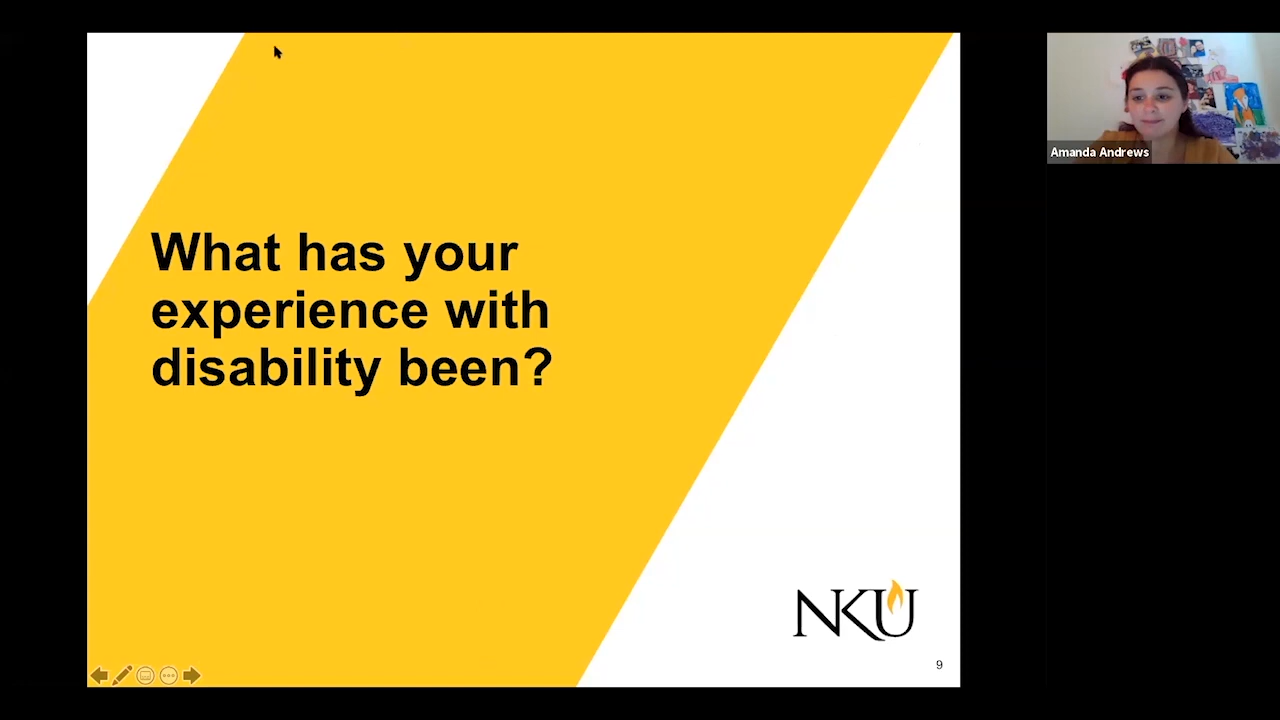 What has your
experience with
disability been?
NKU
9
Amanda Andrews